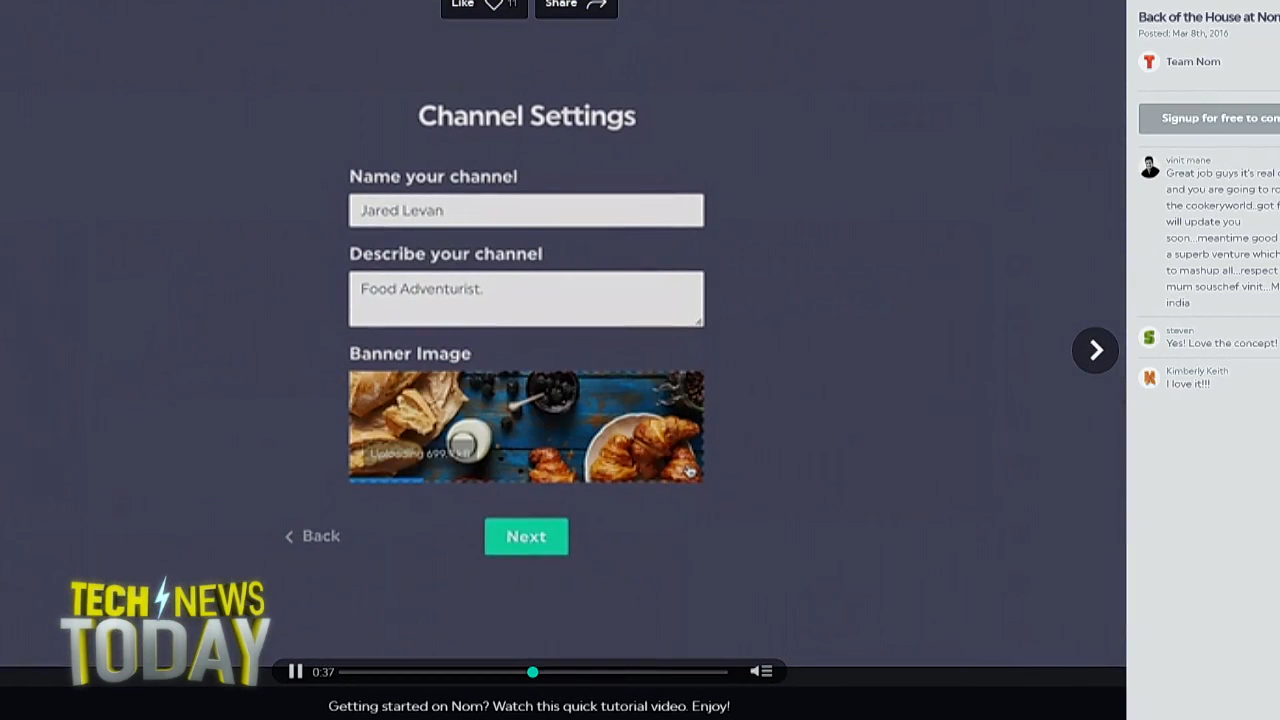 Like 11 Share
Back of the House at Nom
Posted: Mar 8th, 2016
Team Nom
Channel Settings
Signup for free to com
Name your channel
Jared Levan
vinit mane
Great job guys it's real
and you are going to ro
the cookeryworld..got f
will update you
soon...meantime good
a superb venture which
to mashup all...respect
mum souschef vinit...M
india
Describe your channel
Food Adventurist.
steven
Yes! Love the concept!
Banner Image
Kimberly Keith
I love it!!!
Uploading 699.
Back
Next
TECH NEWS
TODAY
0:37
Getting started on Nom? Watch this quick tutorial video. Enjoy!